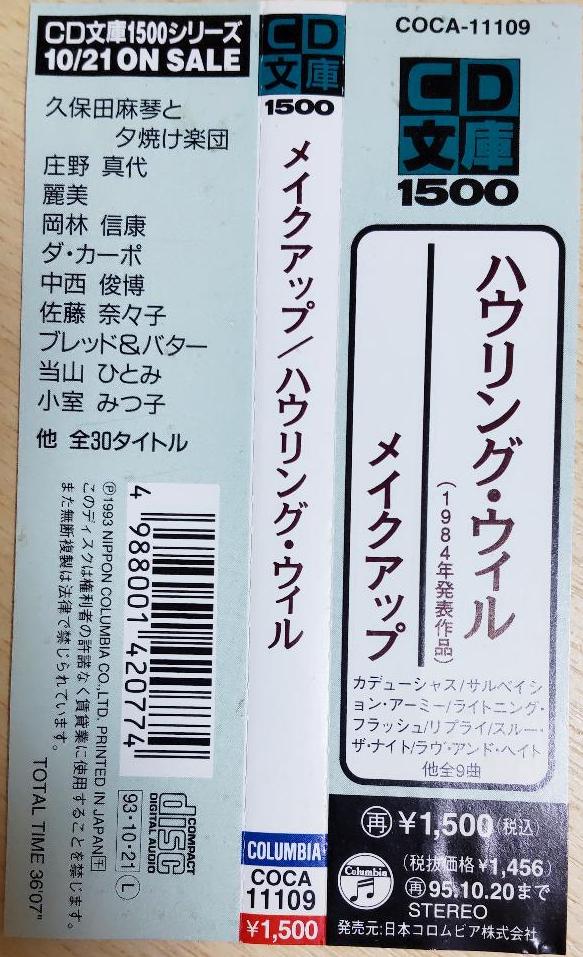 CD文庫1500シリーズ
10/21 ON SALE
久保田麻琴と
夕焼け楽団
庄野 真代
麗美
岡林 信康
ダ・カーポ
中西 俊博
佐藤 奈々子
ブレッド&バター
当山 ひとみ
小室 みつ子
他 全30タイトル
4 988001 420774
Ⓟ1993 NIPPON COLUMBIA CO.,LTD. PRINTED IN JAPAN
このディスクは権利者の許諾なく賃貸業に使用することを禁じます。
また無断複製は法律で禁じられています。
TOTAL TIME 36'07"
COMPACT
disc
DIGITAL AUDIO
93・10・21
L
CD
文庫
1500
メイクアップ/ハウリング・ウィル
COLUMBIA
COCA
11109
¥1,500
COCA-11109
CD
文庫
1500
ハウリング・ウィル
(1984年発表作品)
メイクアップ
カデューシャス/サルベイシ
ョン・アーミー/ライトニング・
フラッシュ/リプライ/スルー・
ザ・ナイト/ラヴ・アンド・ヘイト
他全9曲
再 ¥1,500(税込)
(税抜価格¥1,456)
再95.10.20まで
Columbia
STEREO
発売元:日本コロムビア株式会社